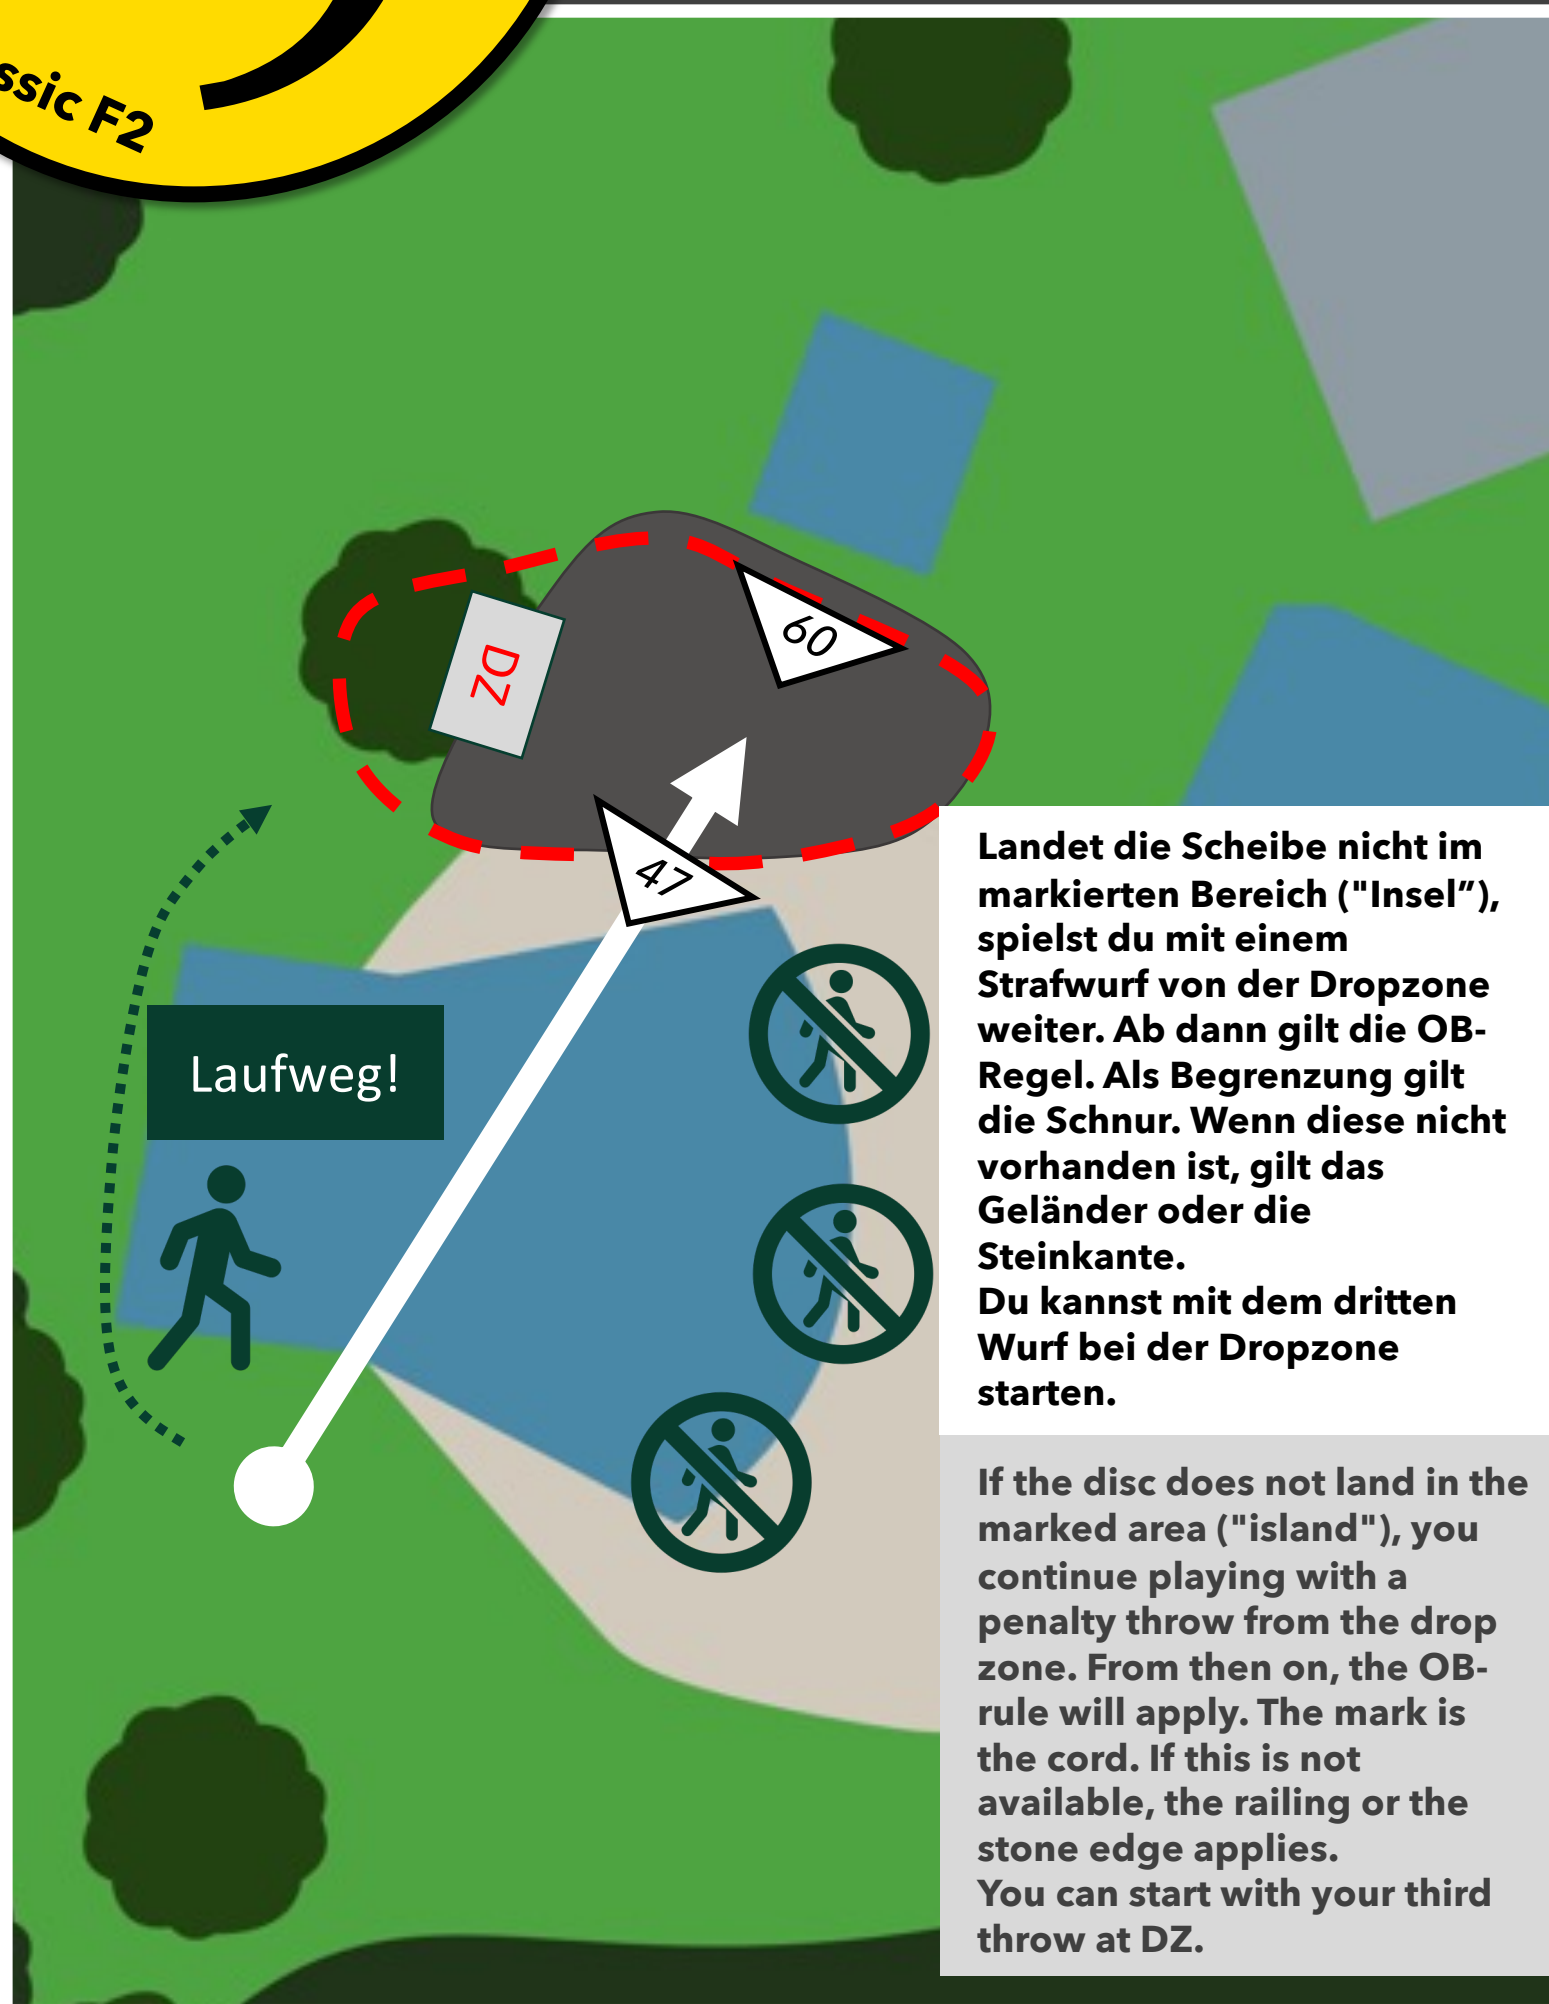 F2
60
DZ
47
Laufweg!
Landet die Scheibe nicht im
markierten Bereich ("Insel”),
spielst du mit einem
Strafwurf von der Dropzone
weiter. Ab dann gilt die OB-
Regel. Als Begrenzung gilt
die Schnur. Wenn diese nicht
vorhanden ist, gilt das
Geländer oder die
Steinkante.
Du kannst mit dem dritten
Wurf bei der Dropzone
starten.
If the disc does not land in the
marked area ("island"), you
continue playing with a
penalty throw from the drop
zone. From then on, the OB-
rule will apply. The mark is
the cord. If this is not
available, the railing or the
stone edge applies.
You can start with your third
throw at DZ.